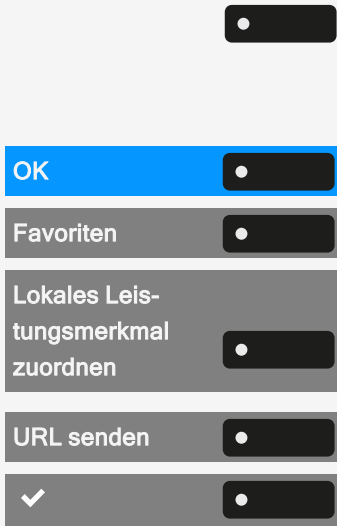 OK
Favoriten
Lokales Leis-
tungsmerkmal
zuordnen
URL senden